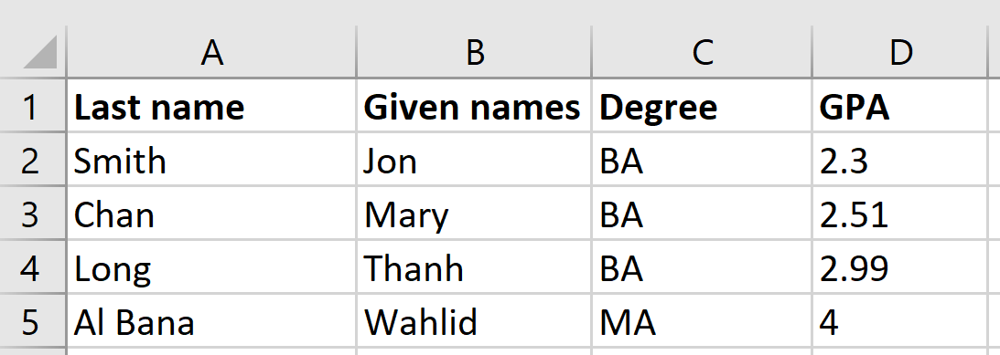 A B C D
1 Last name Given names Degree GPA
2 Smith Jon BA 2.3
3 Chan Mary BA 2.51
4 Long Thanh BA 2.99
5 Al Bana Wahlid MA 4